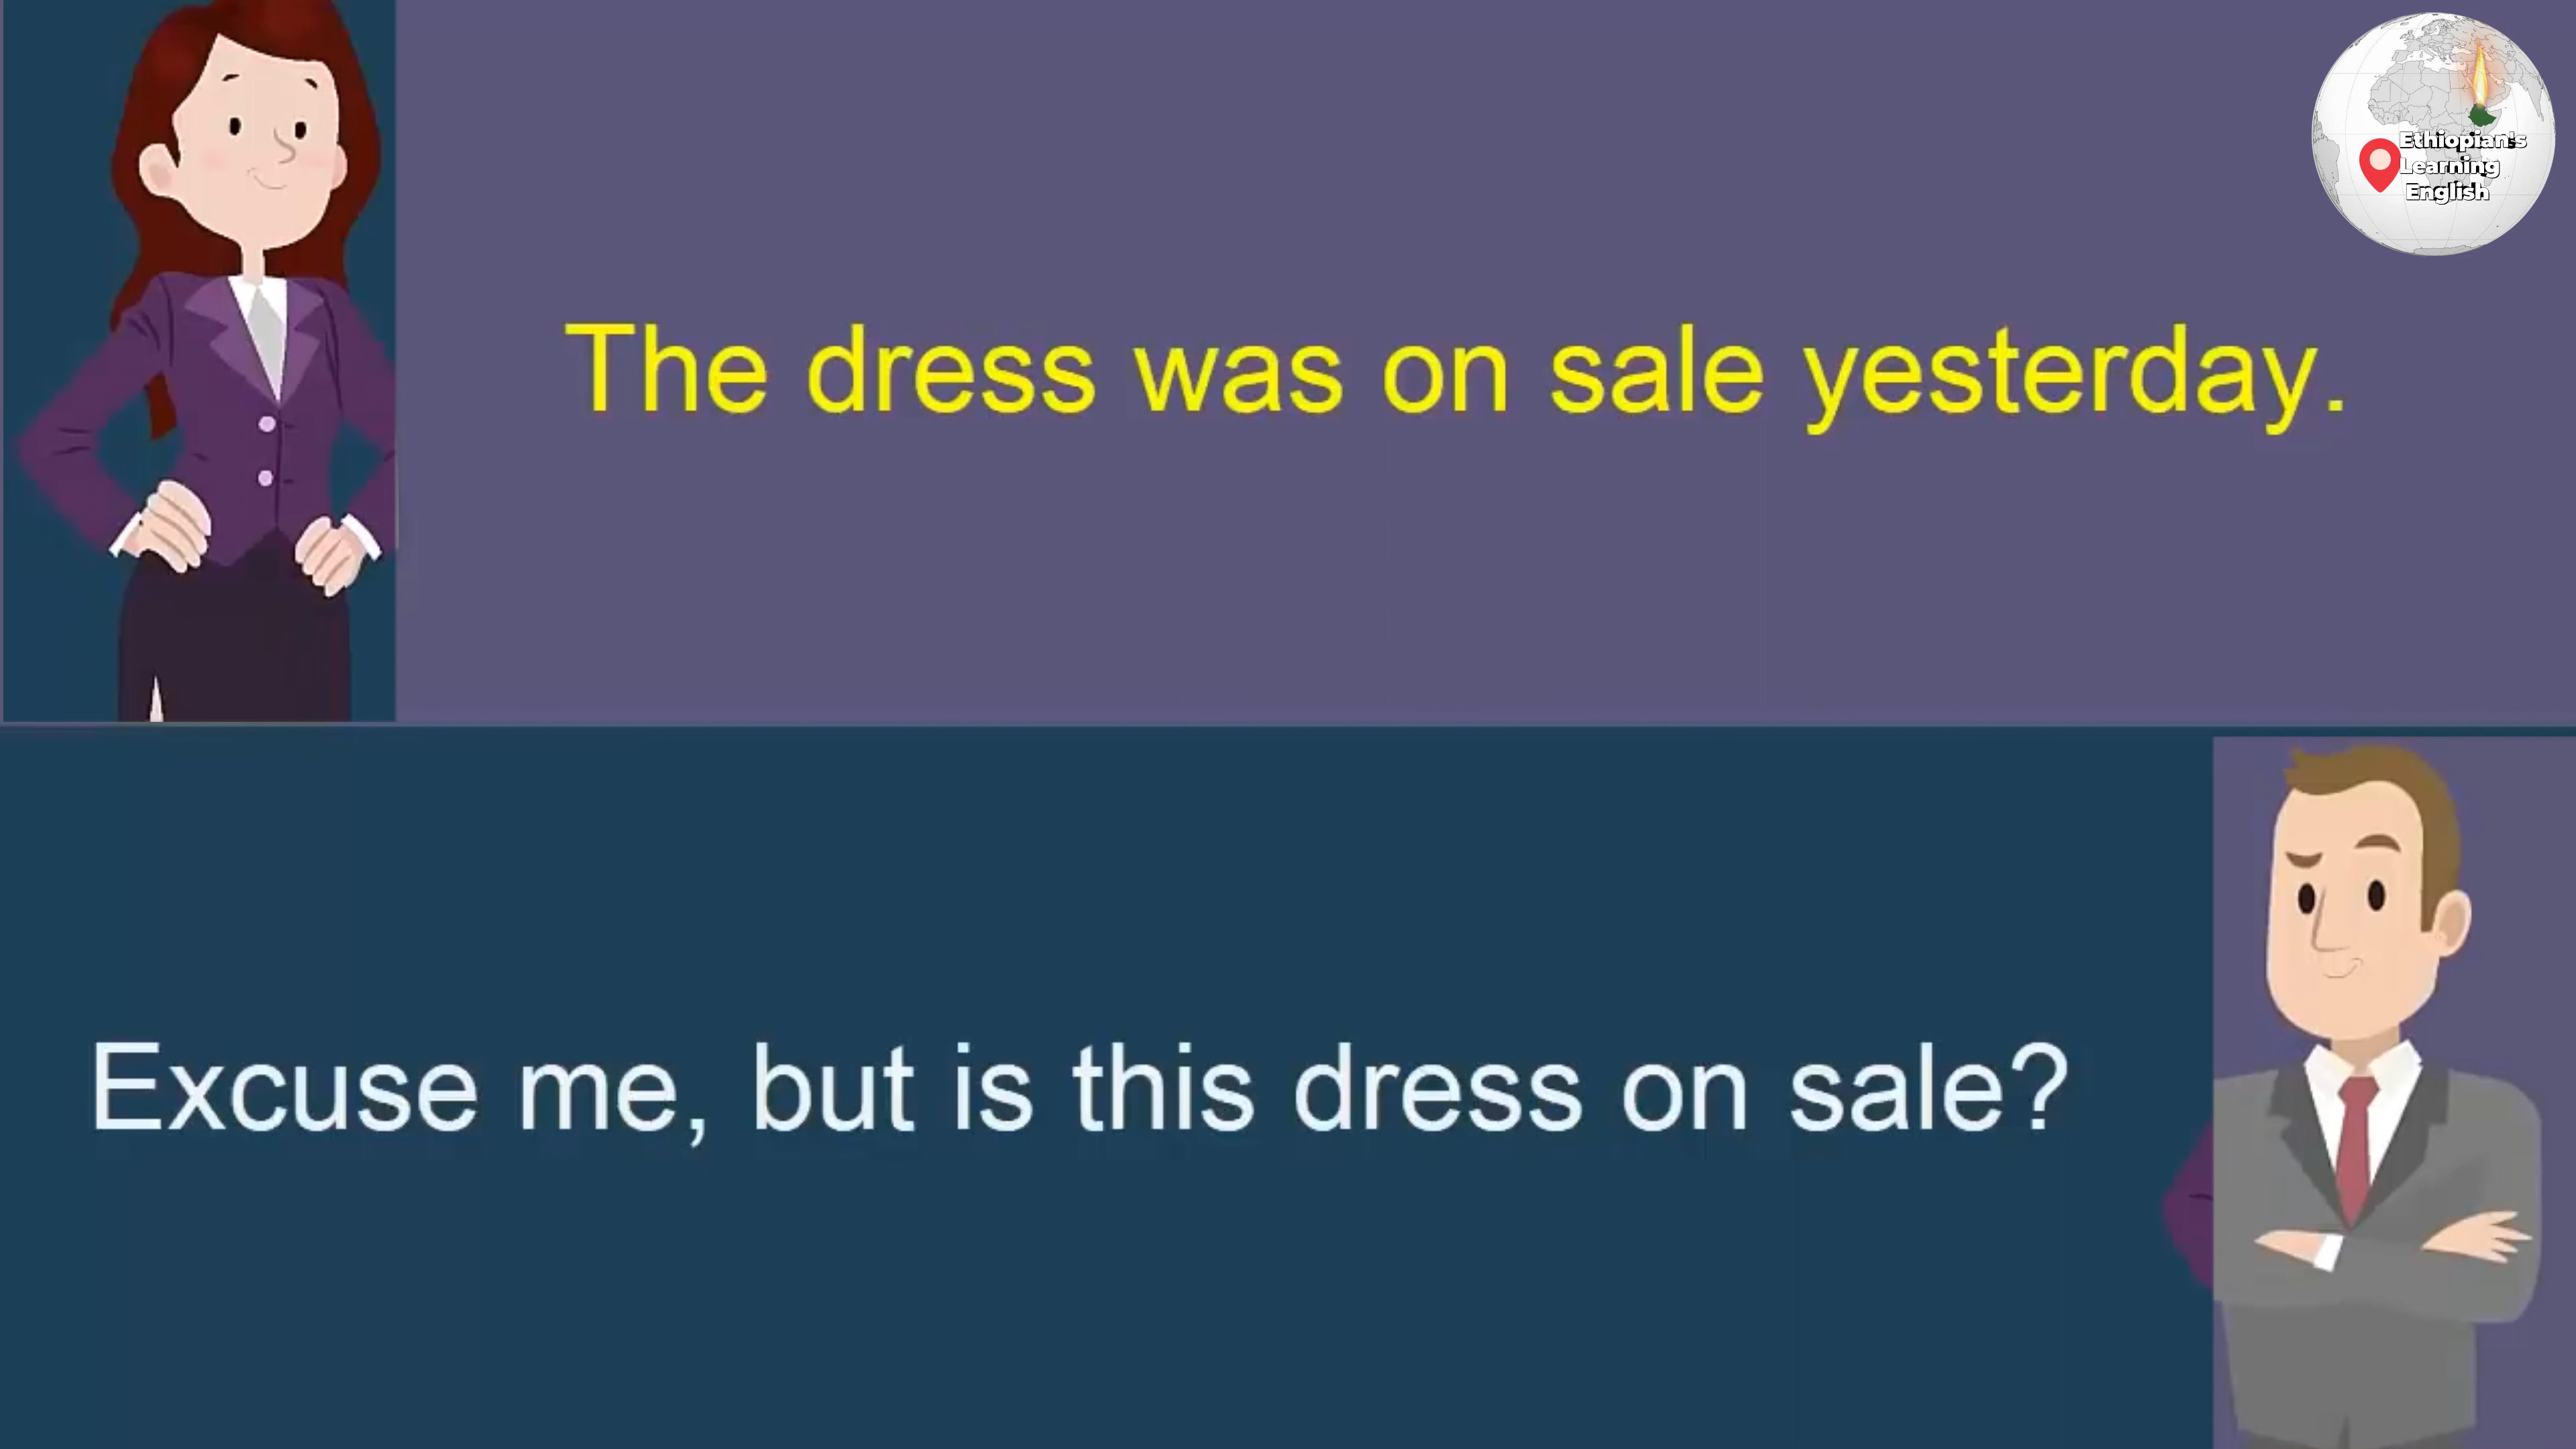 Ethiopian's
Learning
English
The dress was on sale yesterday.
Excuse me, but is this dress on sale?